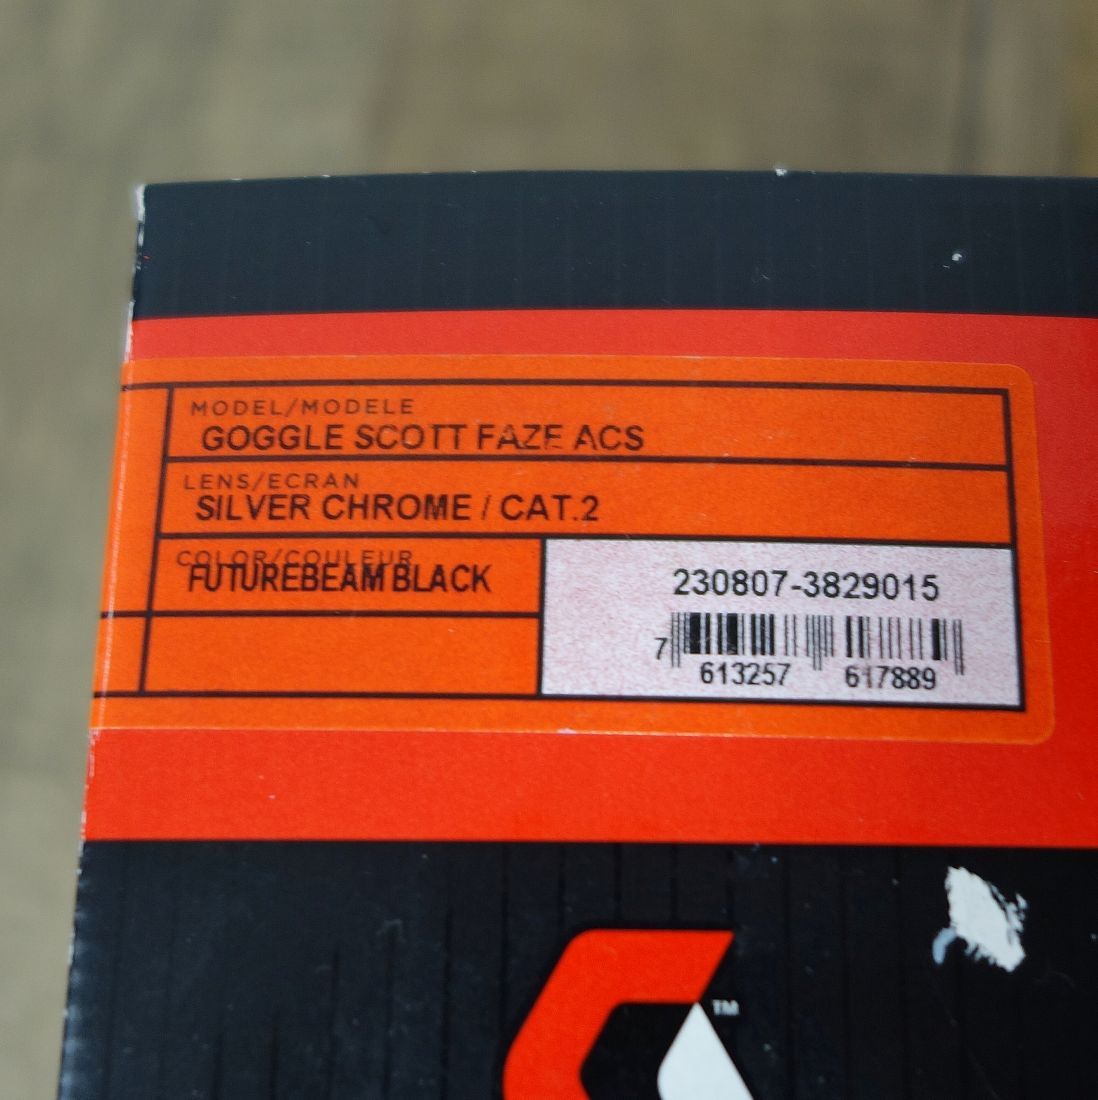 MODEL/MODELE
GOGGLE SCOTT FAZE ACS
LENS/ECRAN
SILVER CHROME / CAT.2
COLOR/COULEUR
FUTUREBEAM BLACK
230807-3829015
7 613257 617889
TM